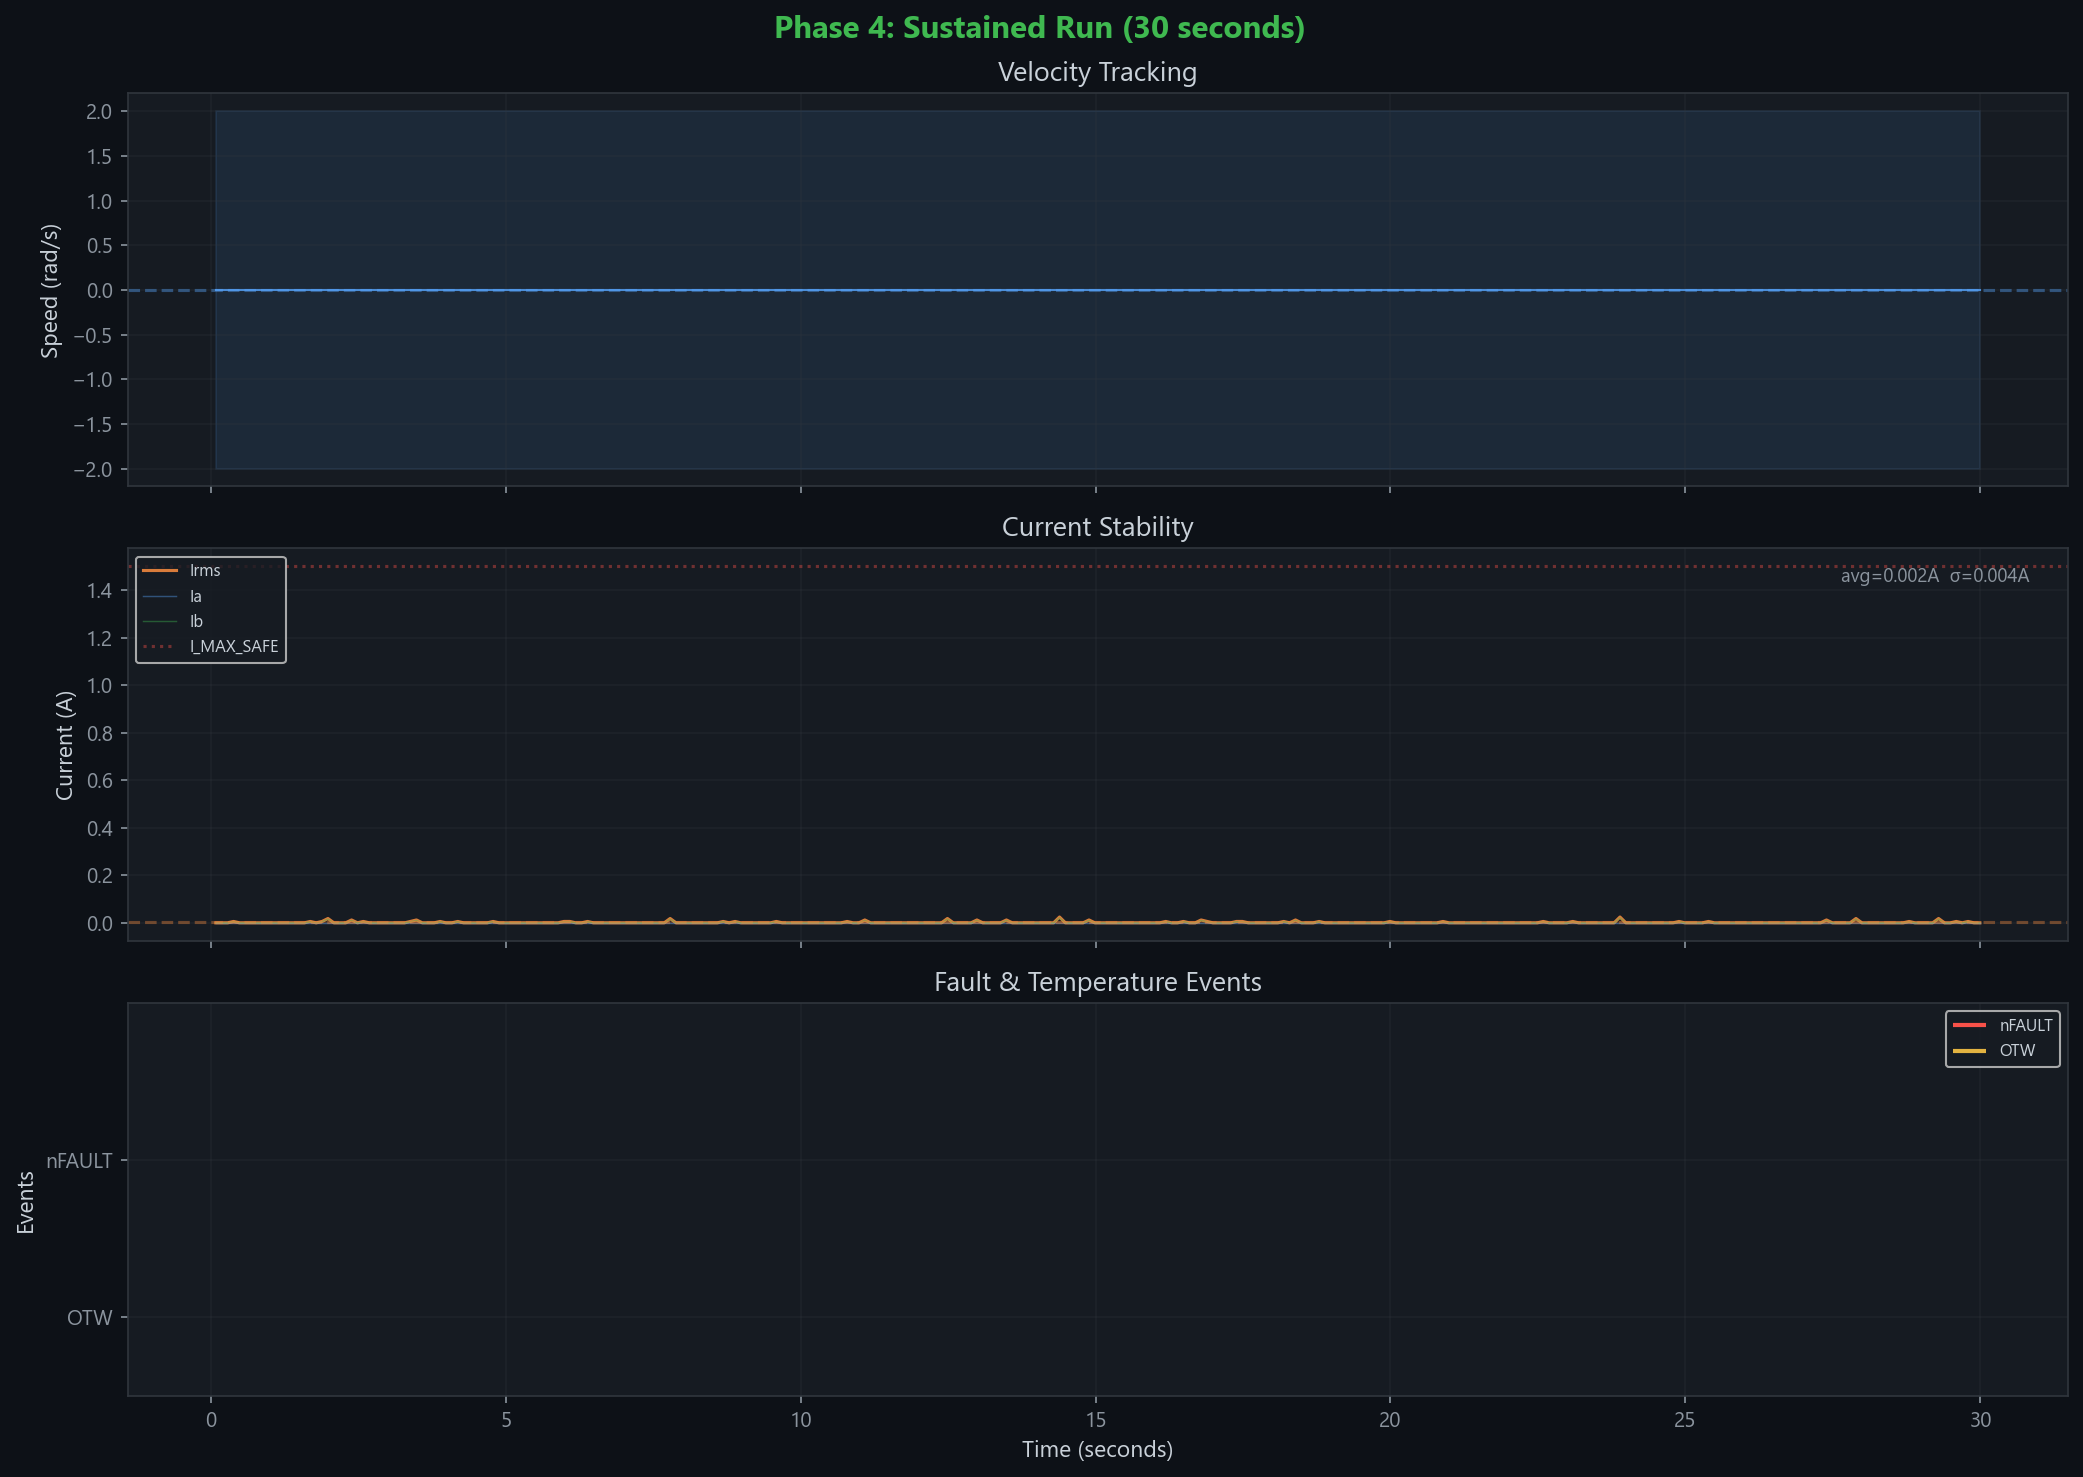 Phase 4: Sustained Run (30 seconds)
Velocity Tracking
Speed (rad/s)
2.0
1.5
1.0
0.5
0.0
−0.5
−1.0
−1.5
−2.0
Current Stability
Current (A)
1.4
1.2
1.0
0.8
0.6
0.4
0.2
0.0
Irms
Ia
Ib
I_MAX_SAFE
avg=0.002A σ=0.004A
Fault & Temperature Events
Events
nFAULT
OTW
nFAULT
OTW
0 5 10 15 20 25 30
Time (seconds)